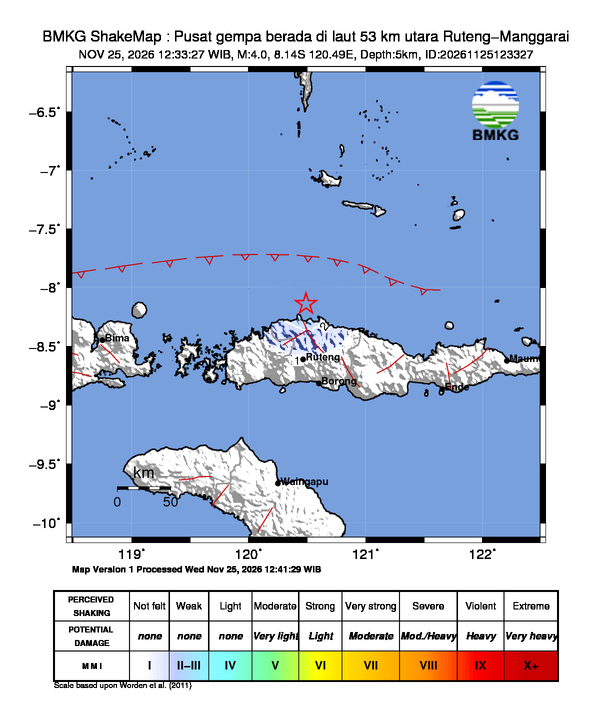 BMKG ShakeMap : Pusat gempa berada di laut 53 km utara Ruteng-Manggarai
NOV 25, 2026 12:33:27 WIB, M:4.0, 8.14S 120.49E, Depth:5km, ID:20261125123327
-6.5°
BMKG
-7°
-7.5°
-8°
Bima
-8.5°
1
Ruteng
Borong
Ende
Maum
-9°
-9.5°
km
0 50
Waingapu
-10°
119° 120° 121° 122°
Map Version 1 Processed Wed Nov 25, 2026 12:41:29 WIB
PERCEIVED SHAKING Not felt Weak Light Moderate Strong Very strong Severe Violent Extreme
POTENTIAL DAMAGE none none none Very light Light Moderate Mod./Heavy Heavy Very heavy
MMI I II-III IV V VI VII VIII IX X+
Scale based upon Worden et al. (2011)